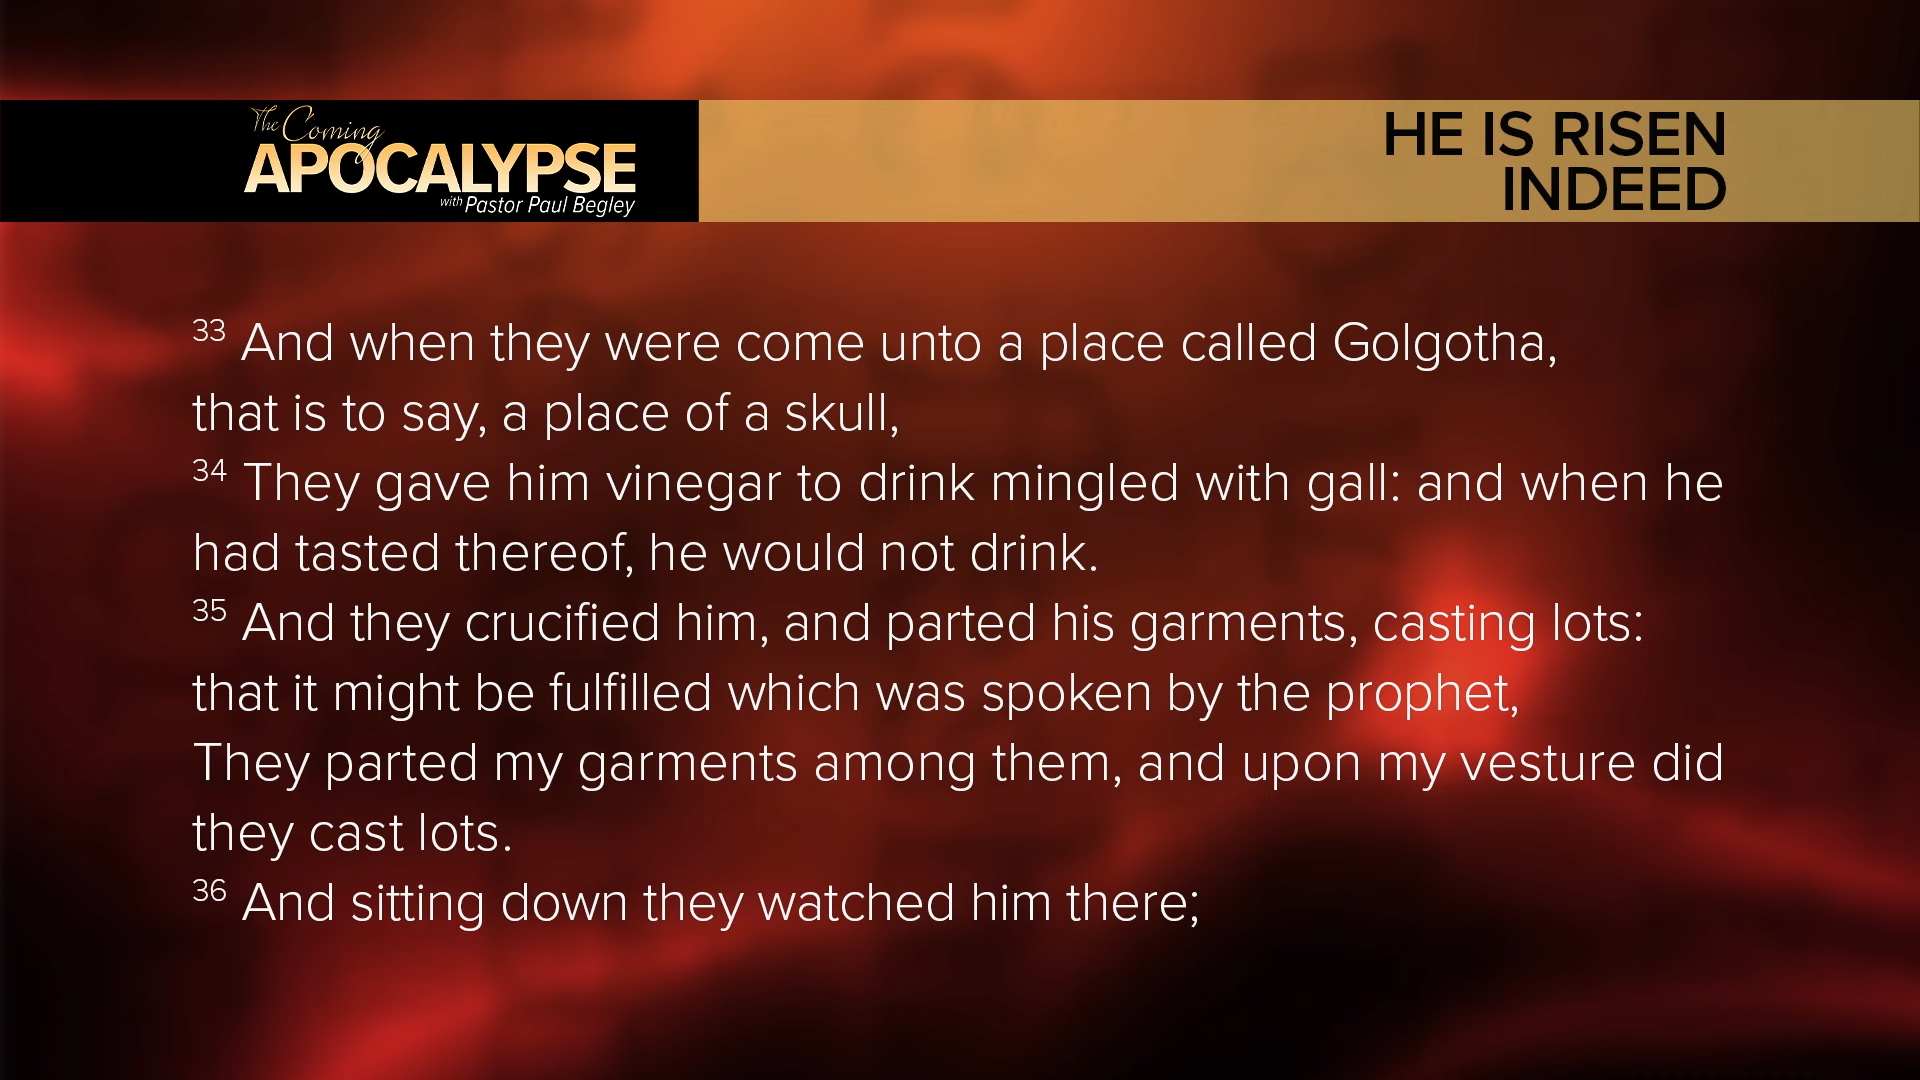 The Coming
APOCALYPSE
with Pastor Paul Begley
HE IS RISEN
INDEED
33 And when they were come unto a place called Golgotha,
that is to say, a place of a skull,
34 They gave him vinegar to drink mingled with gall: and when he
had tasted thereof, he would not drink.
35 And they crucified him, and parted his garments, casting lots:
that it might be fulfilled which was spoken by the prophet,
They parted my garments among them, and upon my vesture did
they cast lots.
36 And sitting down they watched him there;